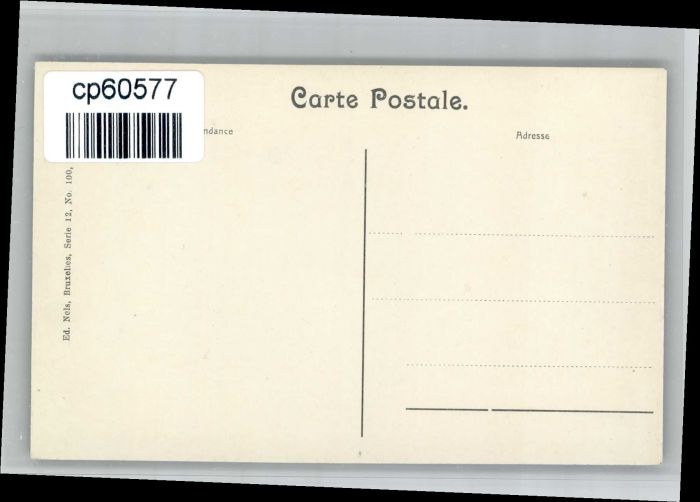 cp60577
Carte Postale.
ndance
Adresse
Ed. Nels, Bruxelles, Serie 12, No. 100,